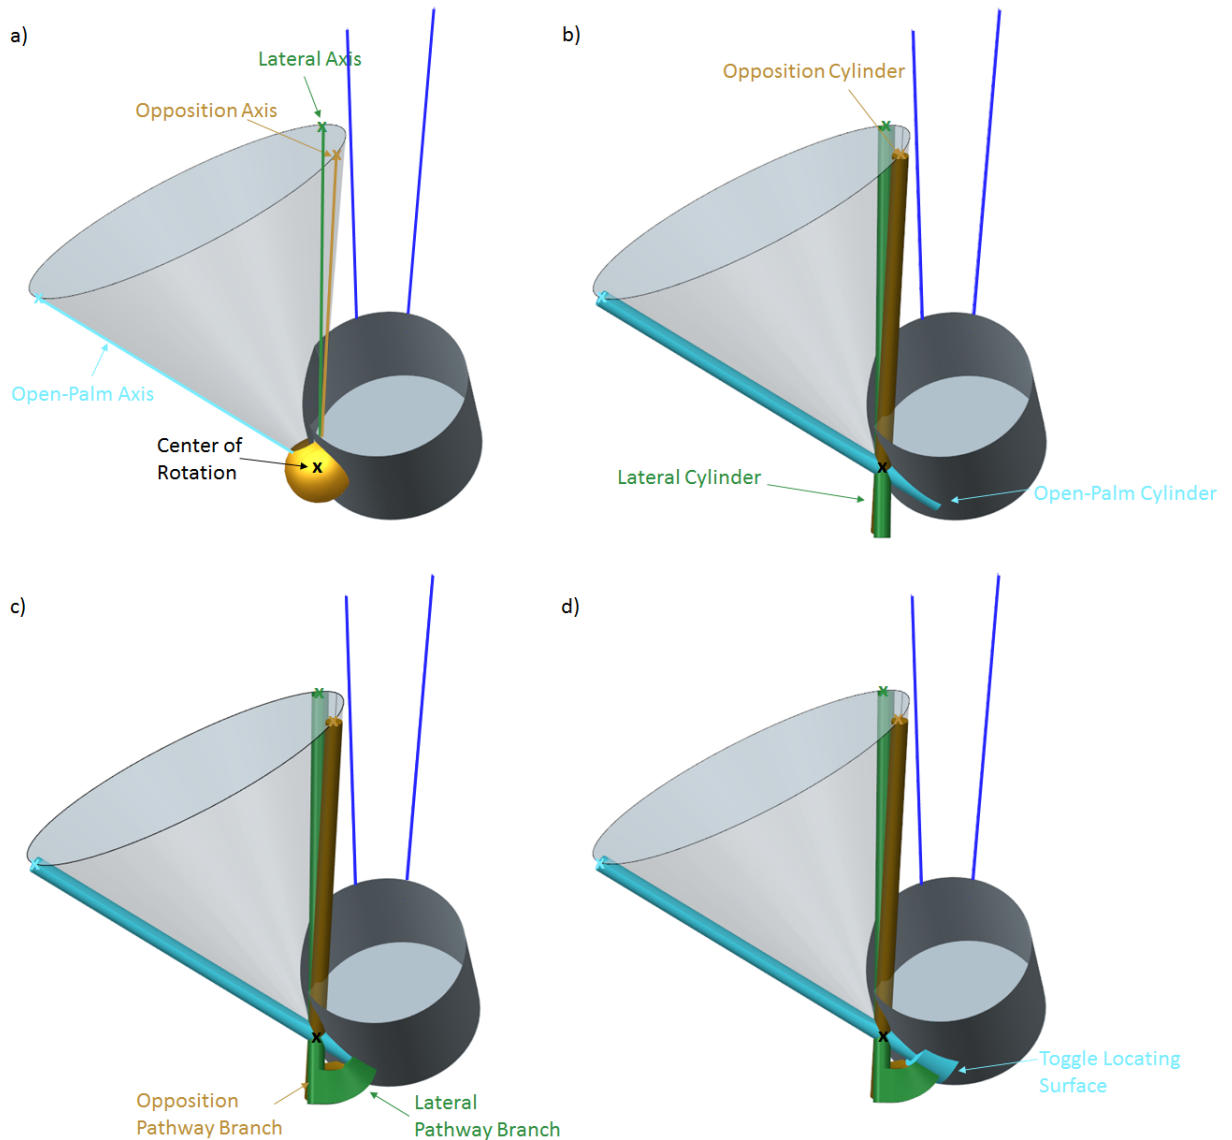 a)
Lateral Axis
Opposition Axis
Open-Palm Axis
Center of
Rotation
b)
Opposition Cylinder
Lateral Cylinder
Open-Palm Cylinder
c)
Opposition
Pathway Branch
Lateral
Pathway Branch
d)
Toggle Locating
Surface